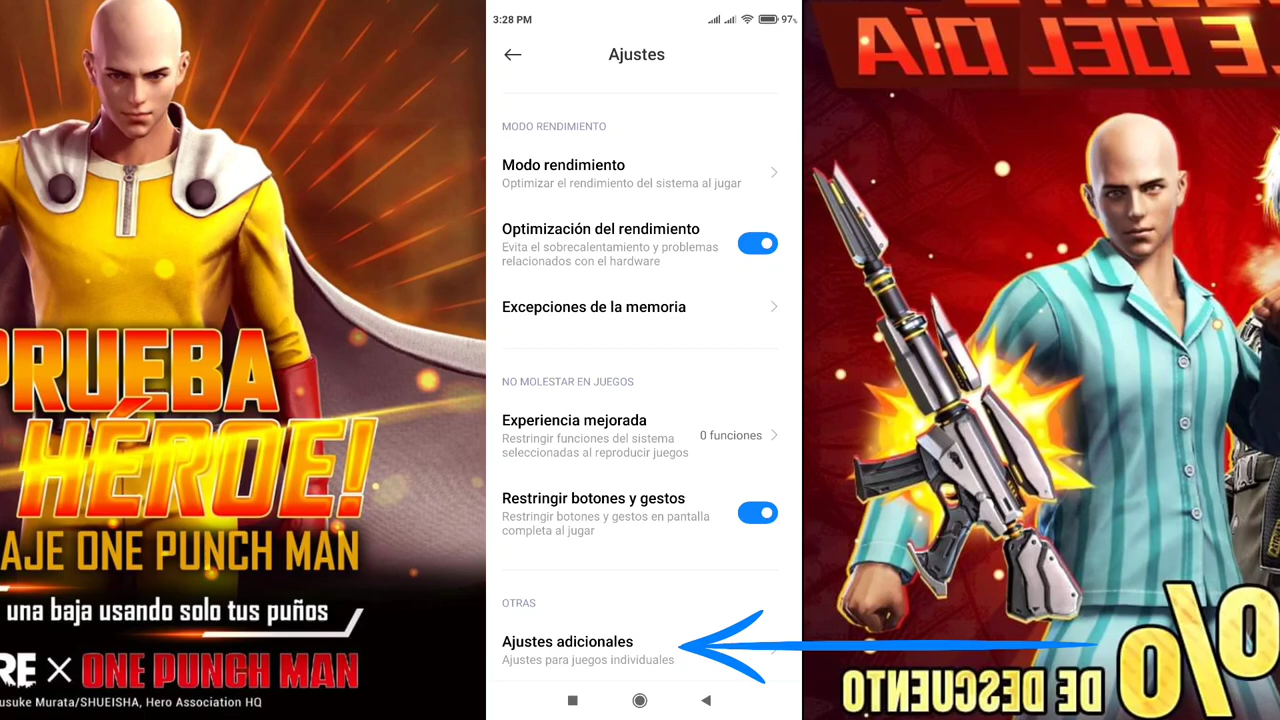 PRUEBA
HÉROE!
AJE ONE PUNCH MAN
una baja usando solo tus puños
RE × ONE PUNCH MAN
usuke Murata/SHUEISHA, Hero Association HQ
3:28 PM
97%
Ajustes
MODO RENDIMIENTO
Modo rendimiento
Optimizar el rendimiento del sistema al jugar
Optimización del rendimiento
Evita el sobrecalentamiento y problemas
relacionados con el hardware
Excepciones de la memoria
NO MOLESTAR EN JUEGOS
Experiencia mejorada
0 funciones
Restringir funciones del sistema
seleccionadas al reproducir juegos
Restringir botones y gestos
Restringir botones y gestos en pantalla
completa al jugar
OTRAS
Ajustes adicionales
Ajustes para juegos individuales
E DEL DÍA
%
DE DESCUENTO